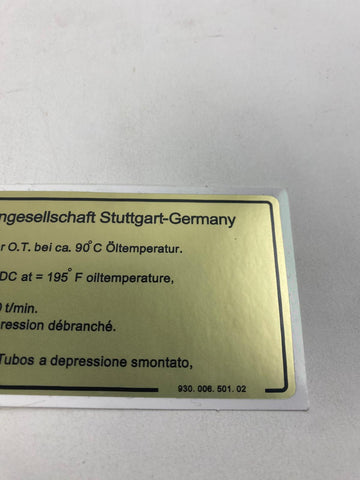 ngesellschaft Stuttgart-Germany
r O.T. bei ca. 90°C Öltemperatur.
DC at = 195° F oiltemperature,
t/min.
ression débranché.
Tubos a depressione smontato,
930. 006. 501. 02